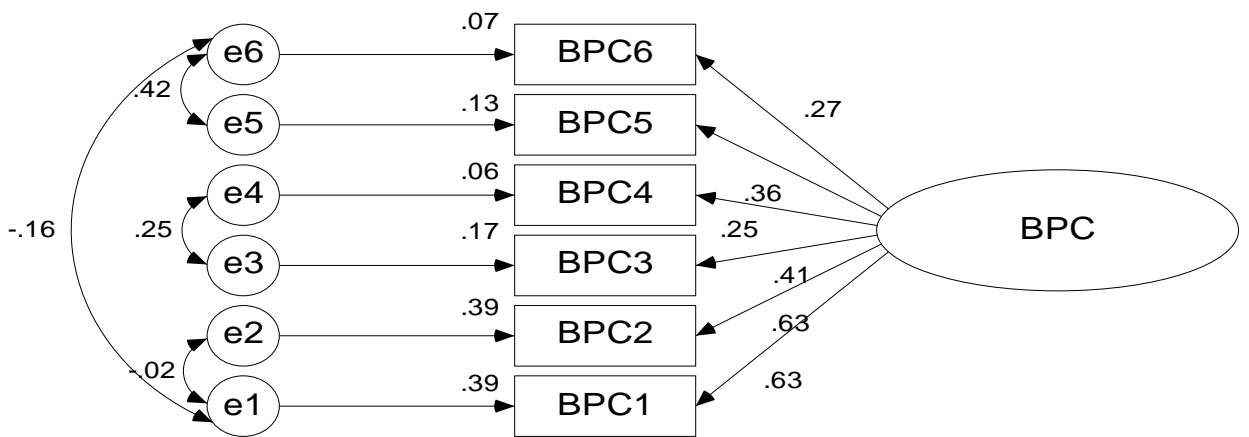 .07
e6 BPC6
.42 .27
.13
e5 BPC5
.06
e4 BPC4 .36
-.16 .25 .25 BPC
.17
e3 BPC3
.41
.39
e2 BPC2 .63
-.02
.39 .63
e1 BPC1